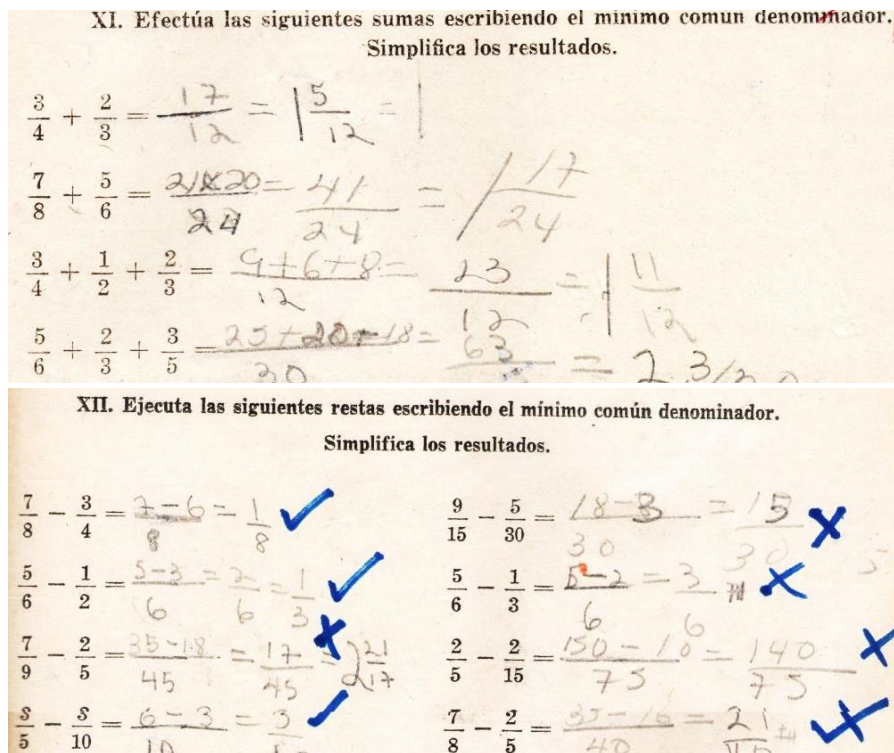 XI. Efectúa las siguientes sumas escribiendo el mínimo común denominador.
Simplifica los resultados.
3/4 + 2/3 = 17/12 = 1 5/12 =
7/8 + 5/6 = 21+20/24 = 41/24 = 1 17/24
3/4 + 1/2 + 2/3 = 9+6+8/12 = 23/12 = 1 11/12
5/6 + 2/3 + 3/5 = 25+20+18/30 = 63 = 2 3/30
XII. Ejecuta las siguientes restas escribiendo el mínimo común denominador.
Simplifica los resultados.
7/8 − 3/4 = 7−6/8 = 1/8 ✓
5/6 − 1/2 = 5−3/6 = 2/6 = 1/3 ✓
7/9 − 2/5 = 35−18/45 = 17/45 = 2 21/17
3/5 − 3/10 = 6−3/10 = 3
9/15 − 5/30 = 18−3/30 = 15/30 X
5/6 − 1/3 = 5−2/6 = 3/6 X
2/5 − 2/15 = 150−10/75 = 140/75 X
7/8 − 2/5 = 35−16/40 = 21